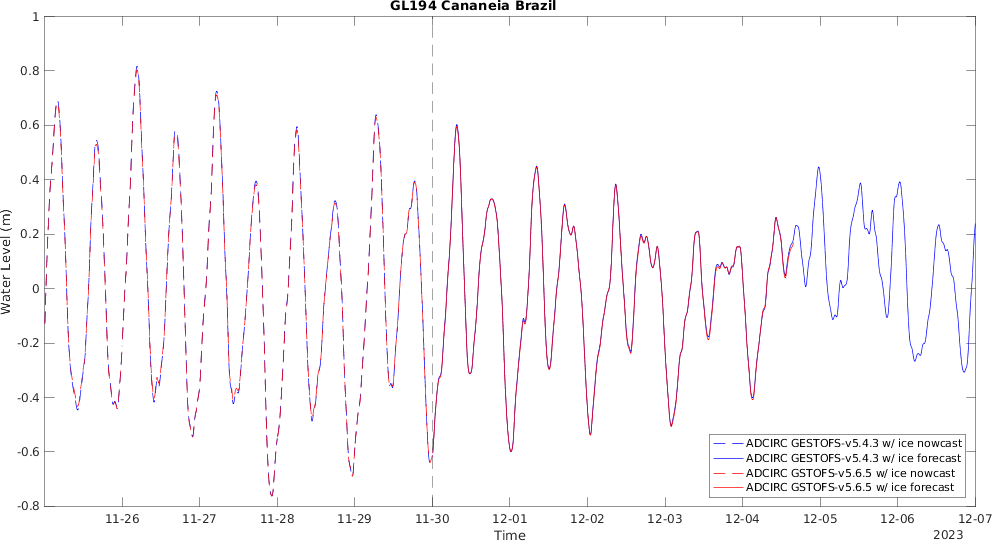 GL194 Cananeia Brazil
1
0.8
0.6
0.4
0.2
0
-0.2
-0.4
-0.6
-0.8
Water Level (m)
ADCIRC GESTOFS-v5.4.3 w/ ice nowcast
ADCIRC GESTOFS-v5.4.3 w/ ice forecast
ADCIRC GSTOFS-v5.6.5 w/ ice nowcast
ADCIRC GSTOFS-v5.6.5 w/ ice forecast
11-26 11-27 11-28 11-29 11-30 12-01 12-02 12-03 12-04 12-05 12-06 12-07
Time
2023